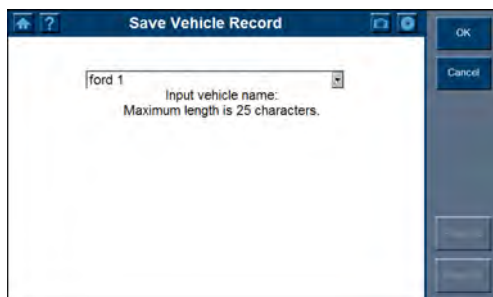 ? Save Vehicle Record
OK
ford 1
Cancel
Input vehicle name:
Maximum length is 25 characters.